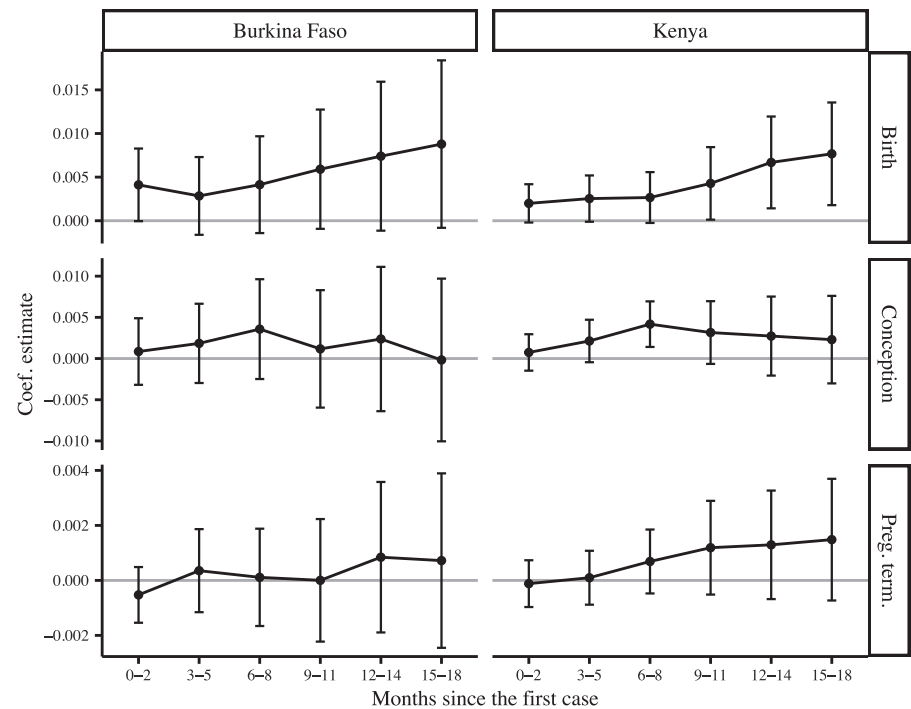 Burkina Faso
Kenya
0.015
0.010
0.005
0.000
Birth
0.010
0.005
0.000
−0.005
−0.010
Conception
0.004
0.002
0.000
−0.002
Preg. term.
Coef. estimate
0–2 3–5 6–8 9–11 12–14 15–18
0–2 3–5 6–8 9–11 12–14 15–18
Months since the first case